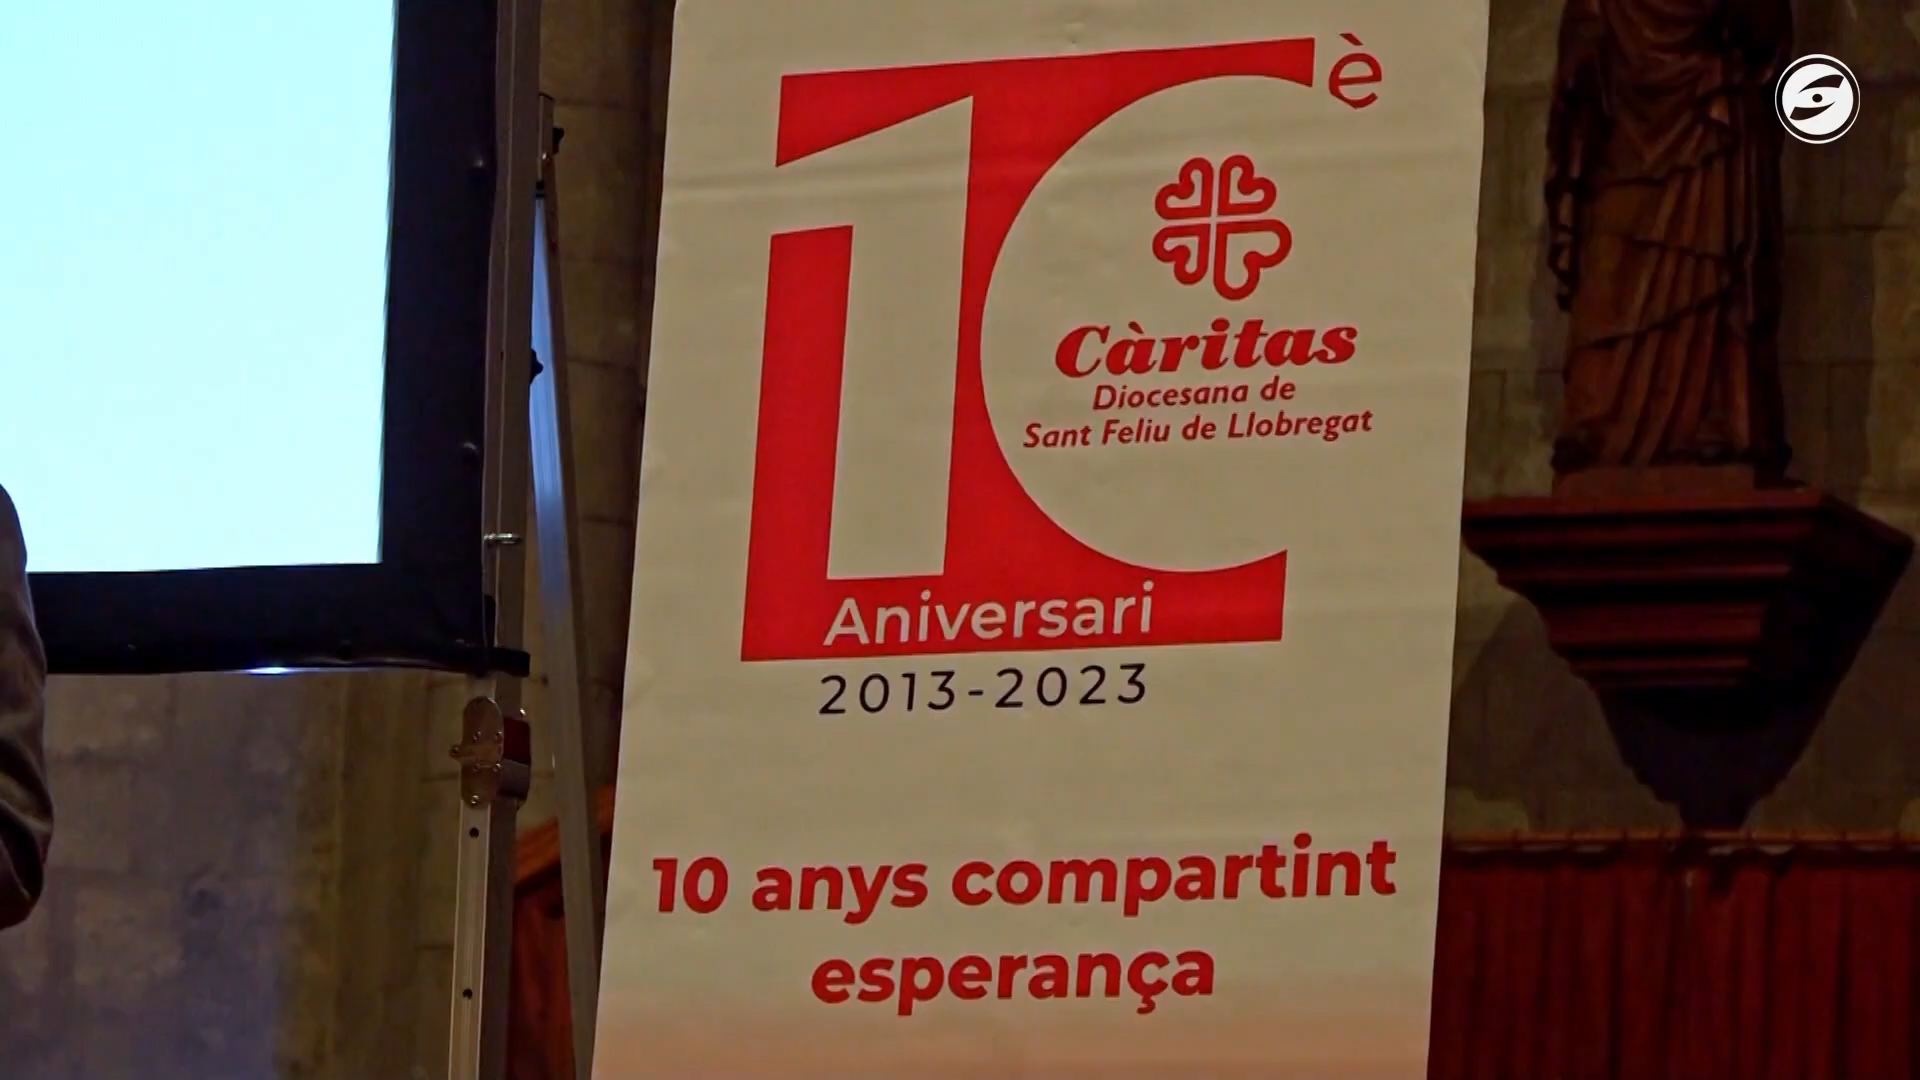 10è
Càritas
Diocesana de
Sant Feliu de Llobregat
Aniversari
2013-2023
10 anys compartint
esperança